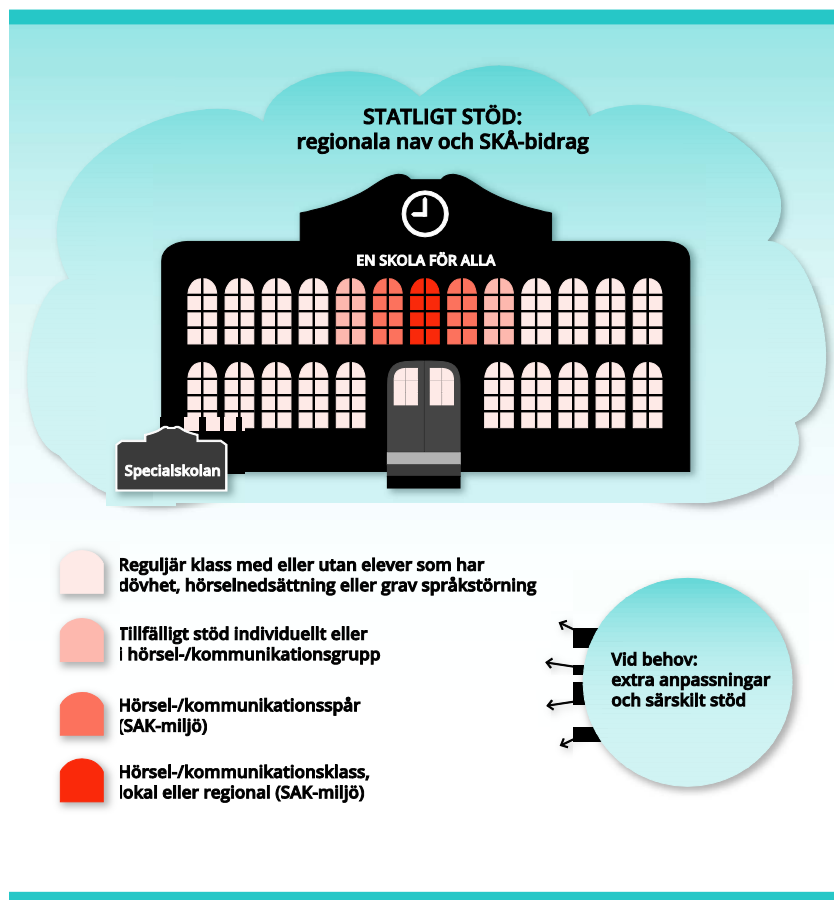 STATLIGT STÖD:
regionala nav och SKÅ-bidrag
EN SKOLA FÖR ALLA
Specialskolan
Reguljär klass med eller utan elever som har
dövhet, hörselnedsättning eller grav språkstörning
Tillfälligt stöd individuellt eller
i hörsel-/kommunikationsgrupp
Hörsel-/kommunikationsspår
(SAK-miljö)
Hörsel-/kommunikationsklass,
lokal eller regional (SAK-miljö)
Vid behov:
extra anpassningar
och särskilt stöd